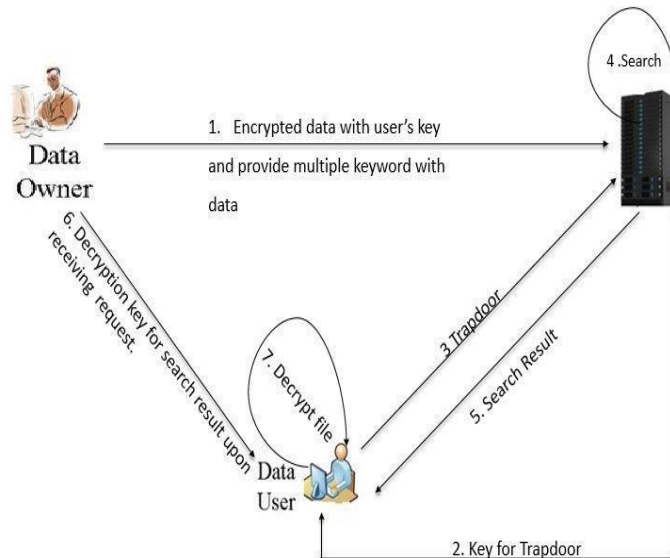 4 .Search
1. Encrypted data with user's key
and provide multiple keyword with
data
Data
Owner
6. Decryption key for search result upon
receiving request.
3 Trapdoor
5. Search Result
7. Decrypt file
Data
User
2. Key for Trapdoor